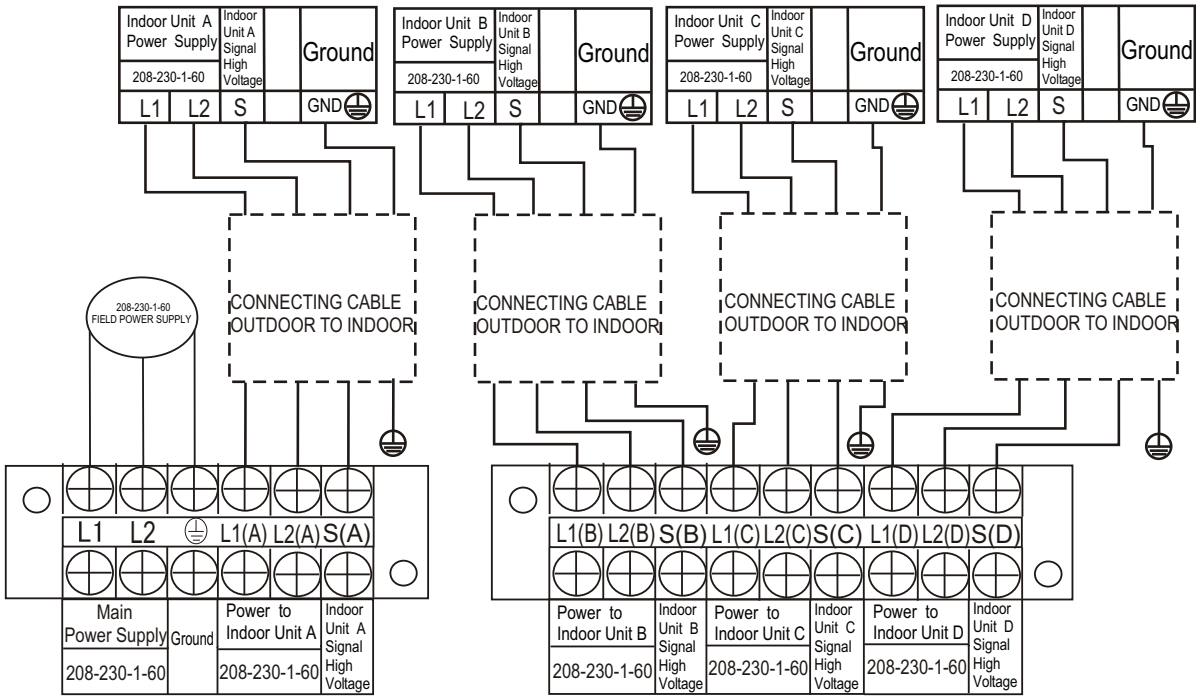 Indoor Unit A
Power Supply
208-230-1-60
Indoor
Unit A
Signal
High
Voltage
Ground
L1 L2 S GND
Indoor Unit B
Power Supply
208-230-1-60
Indoor
Unit B
Signal
High
Voltage
Ground
L1 L2 S GND
Indoor Unit C
Power Supply
208-230-1-60
Indoor
Unit C
Signal
High
Voltage
Ground
L1 L2 S GND
Indoor Unit D
Power Supply
208-230-1-60
Indoor
Unit D
Signal
High
Voltage
Ground
L1 L2 S GND
208-230-1-60
FIELD POWER SUPPLY
CONNECTING CABLE
OUTDOOR TO INDOOR
CONNECTING CABLE
OUTDOOR TO INDOOR
CONNECTING CABLE
OUTDOOR TO INDOOR
CONNECTING CABLE
OUTDOOR TO INDOOR
L1 L2 L1(A) L2(A) S(A)
Main
Power Supply
208-230-1-60
Ground
Power to
Indoor Unit A
208-230-1-60
Indoor
Unit A
Signal
High
Voltage
L1(B) L2(B) S(B) L1(C) L2(C) S(C) L1(D) L2(D) S(D)
Power to
Indoor Unit B
208-230-1-60
Indoor
Unit B
Signal
High
Voltage
Power to
Indoor Unit C
208-230-1-60
Indoor
Unit C
Signal
High
Voltage
Power to
Indoor Unit D
208-230-1-60
Indoor
Unit D
Signal
High
Voltage